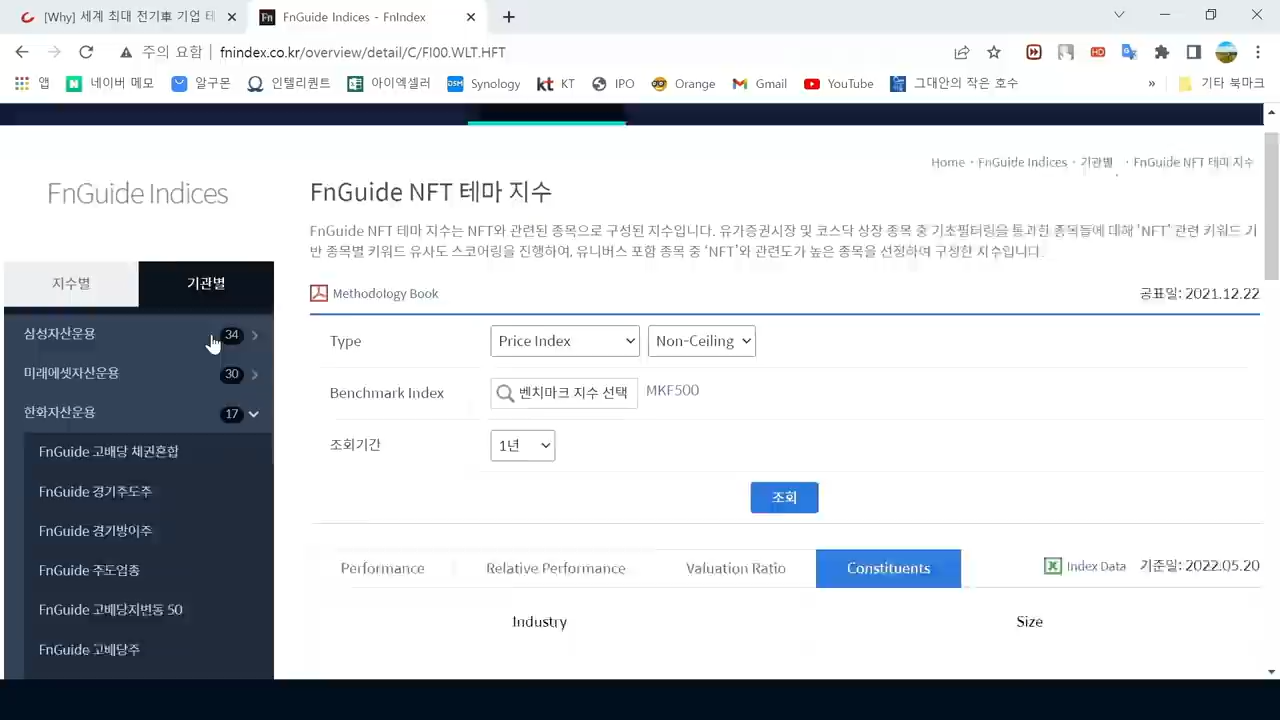 [Why] 세계 최대 전기車 기업 테
FnGuide Indices - FnIndex
주의 요함
fnindex.co.kr/overview/detail/C/FI00.WLT.HFT
앱
네이버 메모
알구몬
인텔리퀀트
아이엑셀러
DSM Synology
kt KT
IPO
Orange
Gmail
YouTube
그대안의 작은 호수
»
기타 북마크
Home · FnGuide Indices · 기관별 · FnGuide NFT 테마 지수
FnGuide Indices
FnGuide NFT 테마 지수
FnGuide NFT 테마 지수는 NFT와 관련된 종목으로 구성된 지수입니다. 유가증권시장 및 코스닥 상장 종목 중 기초필터링을 통과한 종목들에 대해 'NFT' 관련 키워드 기
반 종목별 키워드 유사도 스코어링을 진행하여, 유니버스 포함 종목 중 'NFT'와 관련도가 높은 종목을 선정하여 구성한 지수입니다.
지수별
기관별
Methodology Book
공표일: 2021.12.22
삼성자산운용 34
미래에셋자산운용 30
한화자산운용 17
FnGuide 고배당 채권혼합
FnGuide 경기주도주
FnGuide 경기방어주
FnGuide 주도업종
FnGuide 고배당저변동 50
FnGuide 고배당주
Type
Price Index
Non-Ceiling
Benchmark Index
벤치마크 지수 선택
MKF500
조회기간
1년
조회
Performance
Relative Performance
Valuation Ratio
Constituents
Index Data
기준일: 2022.05.20
Industry
Size